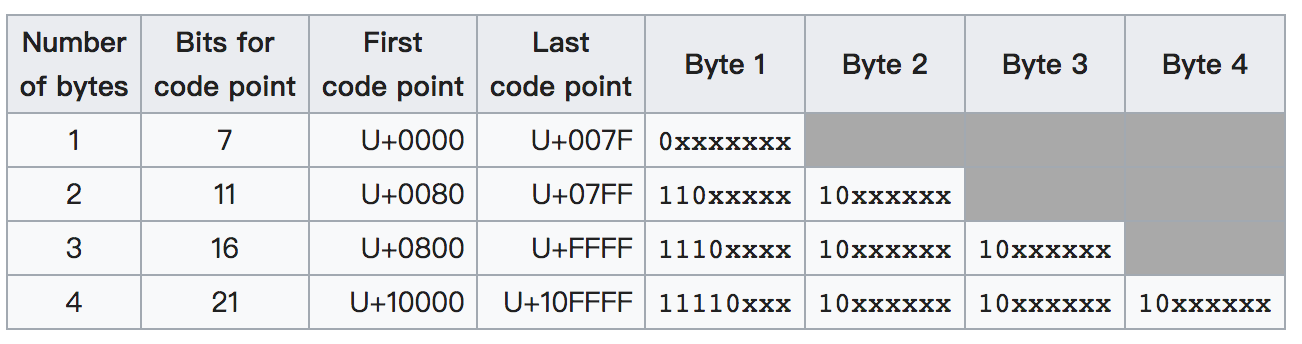 Number of bytes Bits for code point First code point Last code point Byte 1 Byte 2 Byte 3 Byte 4
1 7 U+0000 U+007F 0xxxxxxx
2 11 U+0080 U+07FF 110xxxxx 10xxxxxx
3 16 U+0800 U+FFFF 1110xxxx 10xxxxxx 10xxxxxx
4 21 U+10000 U+10FFFF 11110xxx 10xxxxxx 10xxxxxx 10xxxxxx